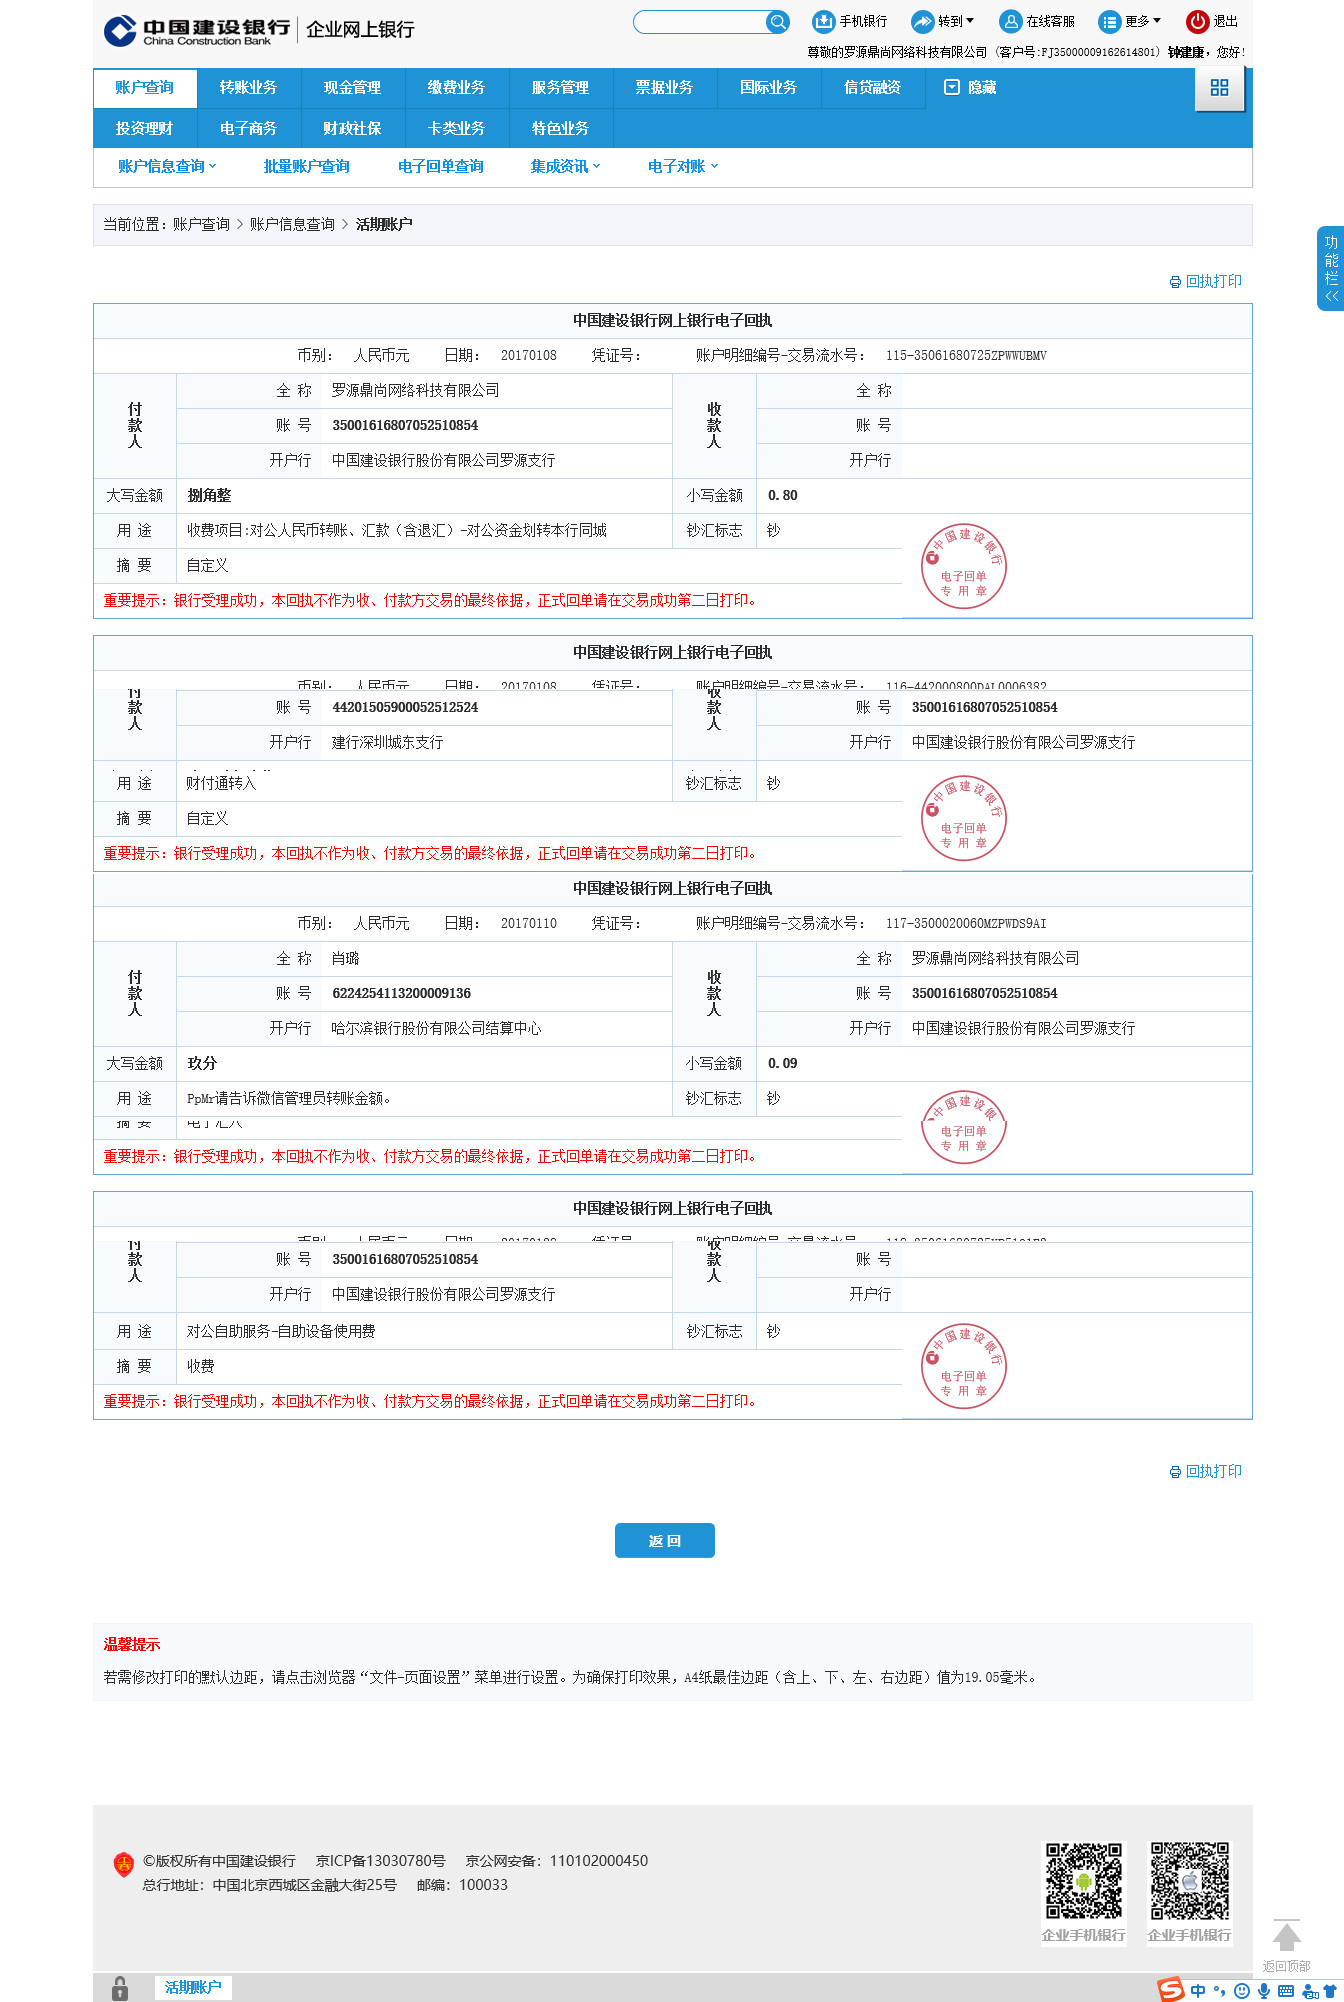 中国建设银行 China Construction Bank 企业网上银行
手机银行 转到 在线客服 更多 退出
尊敬的罗源鼎尚网络科技有限公司 (客户号:FJ35000009162614801) 钟建康，您好!
账户查询 转账业务 现金管理 缴费业务 服务管理 票据业务 国际业务 信贷融资 隐藏
投资理财 电子商务 财政社保 卡类业务 特色业务
账户信息查询 批量账户查询 电子回单查询 集成资讯 电子对账
当前位置：账户查询 > 账户信息查询 > 活期账户
功能栏 <<
回执打印
中国建设银行网上银行电子回执
币别： 人民币元 日期： 20170108 凭证号： 账户明细编号-交易流水号： 115-35061680725ZPWWUBMV
付款人 全 称 罗源鼎尚网络科技有限公司 收款人 全 称
账 号 35001616807052510854 账 号
开户行 中国建设银行股份有限公司罗源支行 开户行
大写金额 捌角整 小写金额 0.80
用 途 收费项目:对公人民币转账、汇款（含退汇）-对公资金划转本行同城 钞汇标志 钞
摘 要 自定义
中国建设银行
电子回单
专 用 章
重要提示：银行受理成功，本回执不作为收、付款方交易的最终依据，正式回单请在交易成功第二日打印。
中国建设银行网上银行电子回执
币别： 人民币元 日期： 20170108 凭证号： 账户明细编号-交易流水号： 116-442000800DAL0006382
付款人 账 号 44201505900052512524 收款人 账 号 35001616807052510854
开户行 建行深圳城东支行 开户行 中国建设银行股份有限公司罗源支行
用 途 财付通转入 钞汇标志 钞
摘 要 自定义
中国建设银行
电子回单
专 用 章
重要提示：银行受理成功，本回执不作为收、付款方交易的最终依据，正式回单请在交易成功第二日打印。
中国建设银行网上银行电子回执
币别： 人民币元 日期： 20170110 凭证号： 账户明细编号-交易流水号： 117-3500020060MZPWDS9AI
付款人 全 称 肖璐 收款人 全 称 罗源鼎尚网络科技有限公司
账 号 6224254113200009136 账 号 35001616807052510854
开户行 哈尔滨银行股份有限公司结算中心 开户行 中国建设银行股份有限公司罗源支行
大写金额 玖分 小写金额 0.09
用 途 PpMr请告诉微信管理员转账金额。 钞汇标志 钞
摘 要 电子汇入
中国建设银
电子回单
专 用 章
重要提示：银行受理成功，本回执不作为收、付款方交易的最终依据，正式回单请在交易成功第二日打印。
中国建设银行网上银行电子回执
币别： 人民币元 日期： 凭证号： 账户明细编号-交易流水号：
付款人 账 号 35001616807052510854 收款人 账 号
开户行 中国建设银行股份有限公司罗源支行 开户行
用 途 对公自助服务-自助设备使用费 钞汇标志 钞
摘 要 收费
中国建设银行
电子回单
专 用 章
重要提示：银行受理成功，本回执不作为收、付款方交易的最终依据，正式回单请在交易成功第二日打印。
回执打印
返 回
温馨提示
若需修改打印的默认边距，请点击浏览器“文件-页面设置”菜单进行设置。为确保打印效果，A4纸最佳边距（含上、下、左、右边距）值为19.05毫米。
©版权所有中国建设银行 京ICP备13030780号 京公网安备：110102000450
总行地址：中国北京西城区金融大街25号 邮编：100033
企业手机银行 企业手机银行
返回顶部
活期账户
中